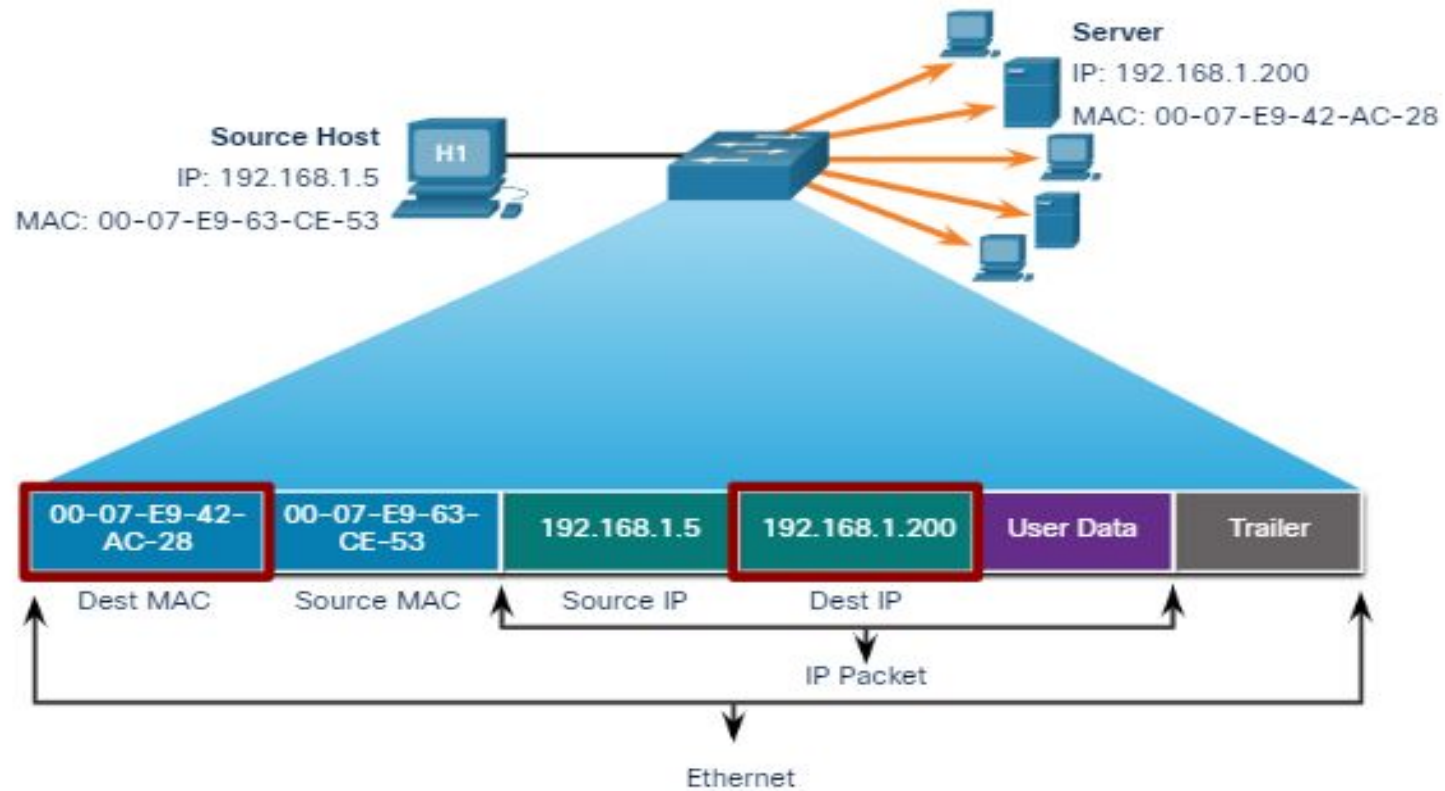 Server
IP: 192.168.1.200
MAC: 00-07-E9-42-AC-28
Source Host
IP: 192.168.1.5
MAC: 00-07-E9-63-CE-53
H1
00-07-E9-42-
AC-28
00-07-E9-63-
CE-53
192.168.1.5
192.168.1.200
User Data
Trailer
Dest MAC
Source MAC
Source IP
Dest IP
IP Packet
Ethernet